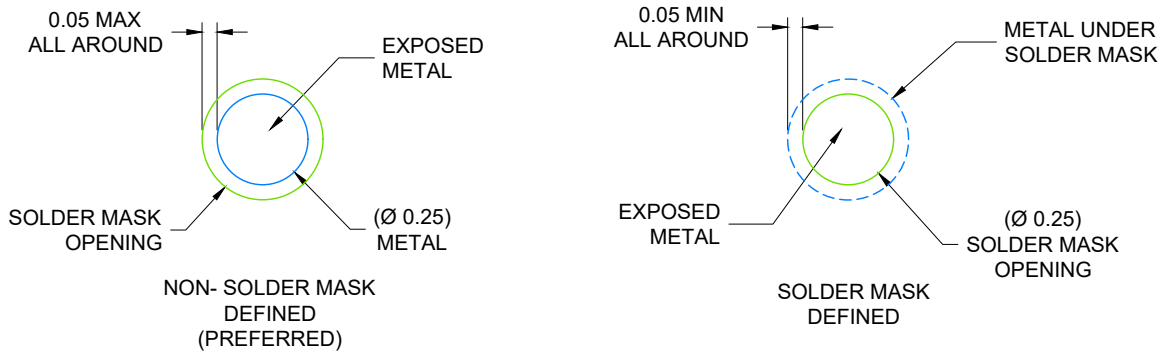 0.05 MAX
ALL AROUND
EXPOSED
METAL
SOLDER MASK
OPENING
(Ø 0.25)
METAL
NON- SOLDER MASK
DEFINED
(PREFERRED)
0.05 MIN
ALL AROUND
METAL UNDER
SOLDER MASK
EXPOSED
METAL
(Ø 0.25)
SOLDER MASK
OPENING
SOLDER MASK
DEFINED